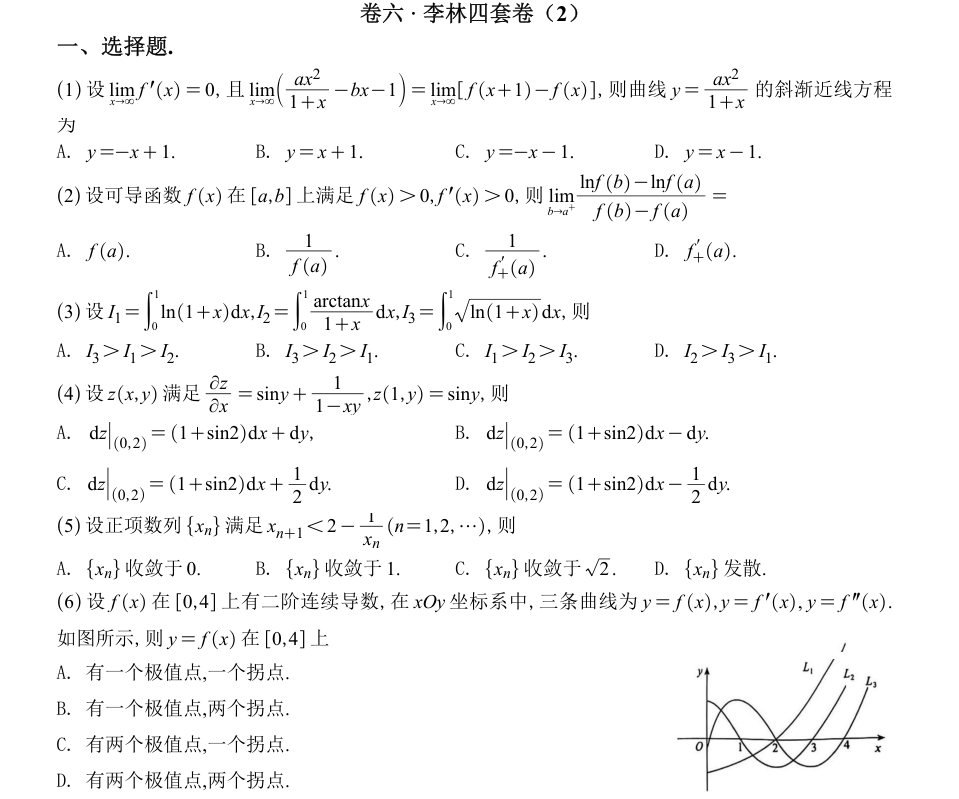 卷六 · 李林四套卷（2）
一、选择题.
(1) 设 lim_{x→∞} f′(x) = 0, 且 lim_{x→∞}(ax²/(1+x) − bx − 1) = lim_{x→∞}[f(x+1) − f(x)], 则曲线 y = ax²/(1+x) 的斜渐近线方程
为
A. y=−x+1. B. y=x+1. C. y=−x−1. D. y=x−1.
(2) 设可导函数 f(x) 在 [a,b] 上满足 f(x)>0, f′(x)>0, 则 lim_{b→a⁺} (lnf(b)−lnf(a))/(f(b)−f(a)) =
A. f(a). B. 1/f(a). C. 1/f′₊(a). D. f′₊(a).
(3) 设 I₁=∫₀¹ln(1+x)dx, I₂=∫₀¹ arctanx/(1+x) dx, I₃=∫₀¹√ln(1+x) dx, 则
A. I₃>I₁>I₂. B. I₃>I₂>I₁. C. I₁>I₂>I₃. D. I₂>I₃>I₁.
(4) 设 z(x,y) 满足 ∂z/∂x = siny + 1/(1−xy), z(1,y) = siny, 则
A. dz|(0,2) = (1+sin2)dx+dy, B. dz|(0,2) = (1+sin2)dx−dy.
C. dz|(0,2) = (1+sin2)dx+1/2 dy. D. dz|(0,2) = (1+sin2)dx−1/2 dy.
(5) 设正项数列 {xₙ} 满足 xₙ₊₁ < 2 − 1/xₙ (n=1,2,⋯), 则
A. {xₙ} 收敛于 0. B. {xₙ} 收敛于 1. C. {xₙ} 收敛于 √2. D. {xₙ} 发散.
(6) 设 f(x) 在 [0,4] 上有二阶连续导数, 在 xOy 坐标系中, 三条曲线为 y=f(x), y=f′(x), y=f″(x).
如图所示, 则 y=f(x) 在 [0,4] 上
A. 有一个极值点,一个拐点.
B. 有一个极值点,两个拐点.
C. 有两个极值点,一个拐点.
D. 有两个极值点,两个拐点.
y L₁ L₂ L₃
O 1 2 3 4 x